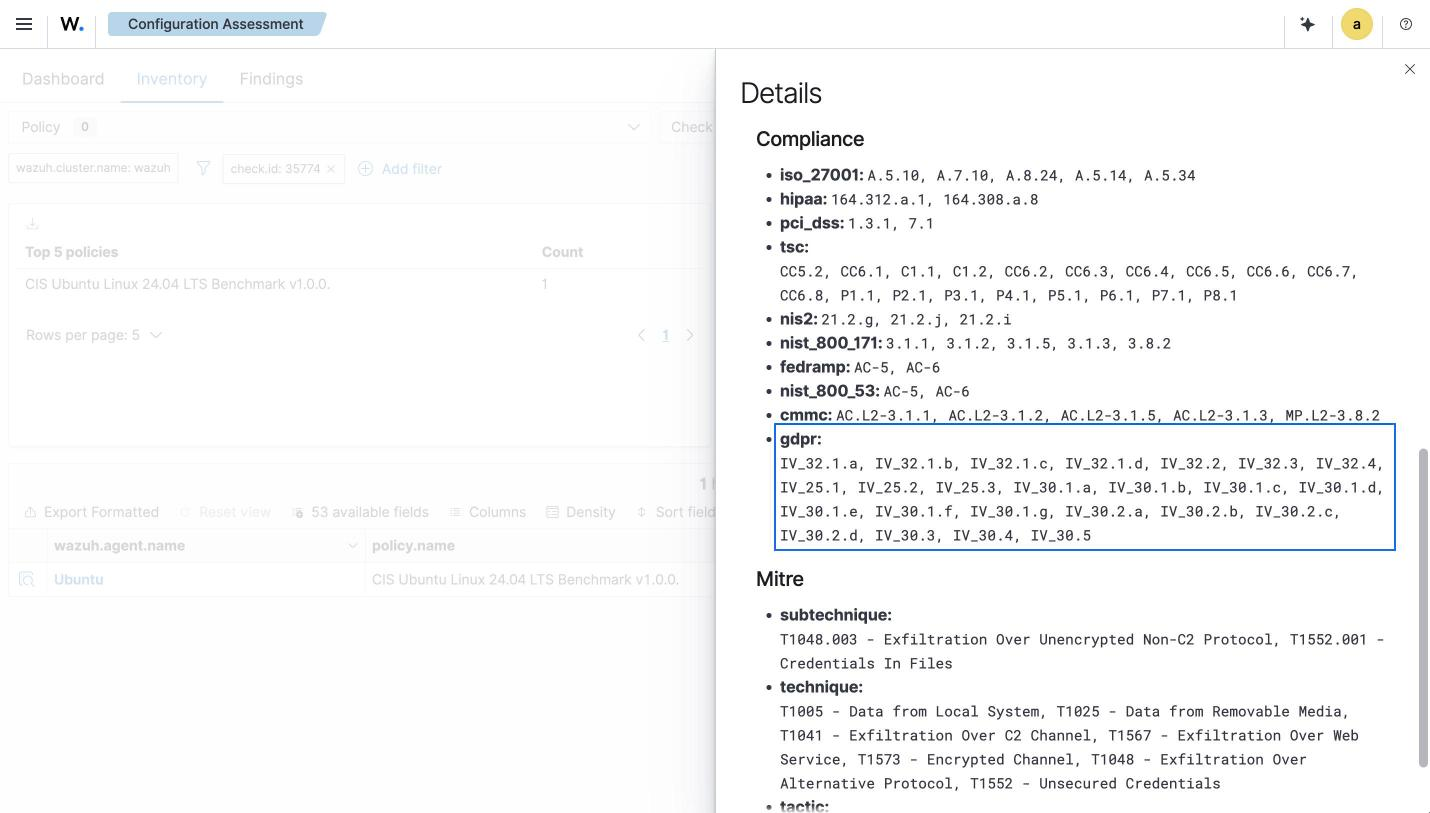 W.
Configuration Assessment
a
Dashboard
Inventory
Findings
Policy 0
Check
wazuh.cluster.name: wazuh
check.id: 35774
Add filter
Top 5 policies Count
CIS Ubuntu Linux 24.04 LTS Benchmark v1.0.0. 1
Rows per page: 5
1
1 h
Export Formatted
Reset view
53 available fields
Columns
Density
Sort field
wazuh.agent.name policy.name
Ubuntu CIS Ubuntu Linux 24.04 LTS Benchmark v1.0.0.
Details
Compliance
• iso_27001: A.5.10, A.7.10, A.8.24, A.5.14, A.5.34
• hipaa: 164.312.a.1, 164.308.a.8
• pci_dss: 1.3.1, 7.1
• tsc:
CC5.2, CC6.1, C1.1, C1.2, CC6.2, CC6.3, CC6.4, CC6.5, CC6.6, CC6.7,
CC6.8, P1.1, P2.1, P3.1, P4.1, P5.1, P6.1, P7.1, P8.1
• nis2: 21.2.g, 21.2.j, 21.2.i
• nist_800_171: 3.1.1, 3.1.2, 3.1.5, 3.1.3, 3.8.2
• fedramp: AC-5, AC-6
• nist_800_53: AC-5, AC-6
• cmmc: AC.L2-3.1.1, AC.L2-3.1.2, AC.L2-3.1.5, AC.L2-3.1.3, MP.L2-3.8.2
• gdpr:
IV_32.1.a, IV_32.1.b, IV_32.1.c, IV_32.1.d, IV_32.2, IV_32.3, IV_32.4,
IV_25.1, IV_25.2, IV_25.3, IV_30.1.a, IV_30.1.b, IV_30.1.c, IV_30.1.d,
IV_30.1.e, IV_30.1.f, IV_30.1.g, IV_30.2.a, IV_30.2.b, IV_30.2.c,
IV_30.2.d, IV_30.3, IV_30.4, IV_30.5
Mitre
• subtechnique:
T1048.003 - Exfiltration Over Unencrypted Non-C2 Protocol, T1552.001 -
Credentials In Files
• technique:
T1005 - Data from Local System, T1025 - Data from Removable Media,
T1041 - Exfiltration Over C2 Channel, T1567 - Exfiltration Over Web
Service, T1573 - Encrypted Channel, T1048 - Exfiltration Over
Alternative Protocol, T1552 - Unsecured Credentials
• tactic: